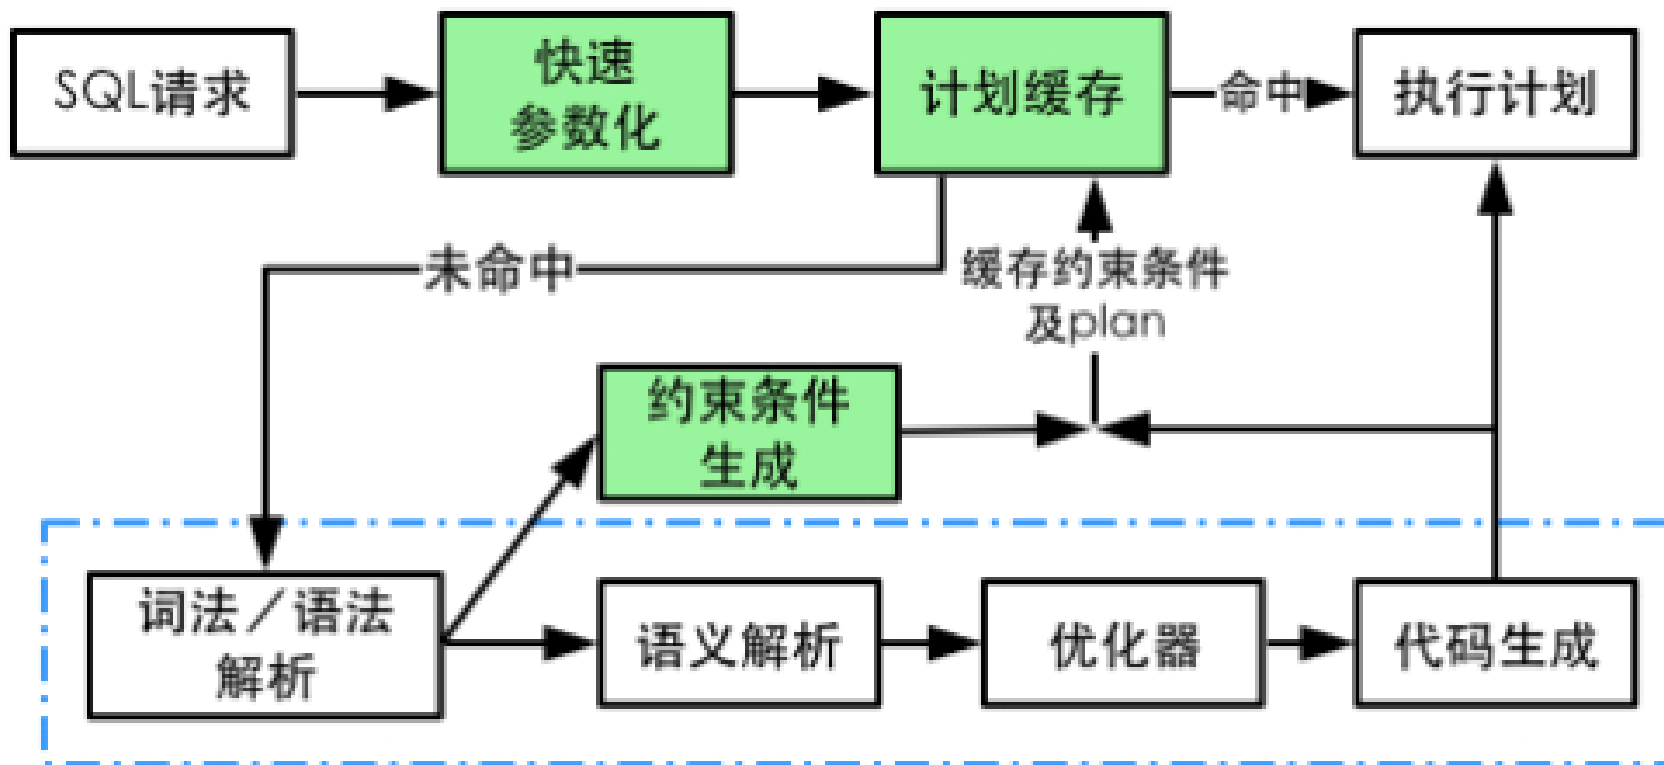 SQL请求
快速
参数化
计划缓存
命中
执行计划
未命中
缓存约束条件
及plan
约束条件
生成
词法／语法
解析
语义解析
优化器
代码生成